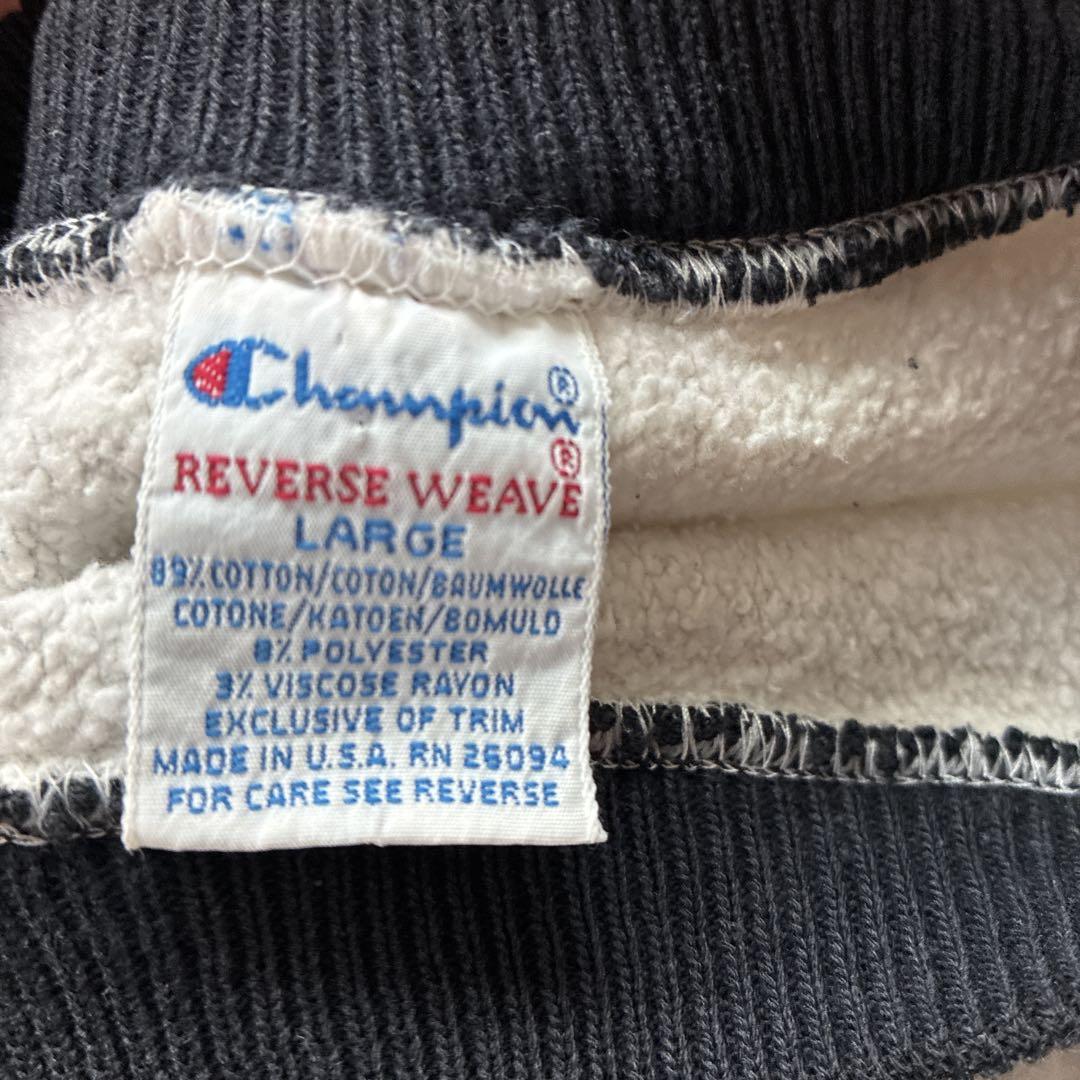 Champion®
REVERSE WEAVE®
LARGE
89% COTTON/COTON/BAUMWOLLE
COTONE/KATOEN/BOMULD
8% POLYESTER
3% VISCOSE RAYON
EXCLUSIVE OF TRIM
MADE IN U.S.A. RN 26094
FOR CARE SEE REVERSE